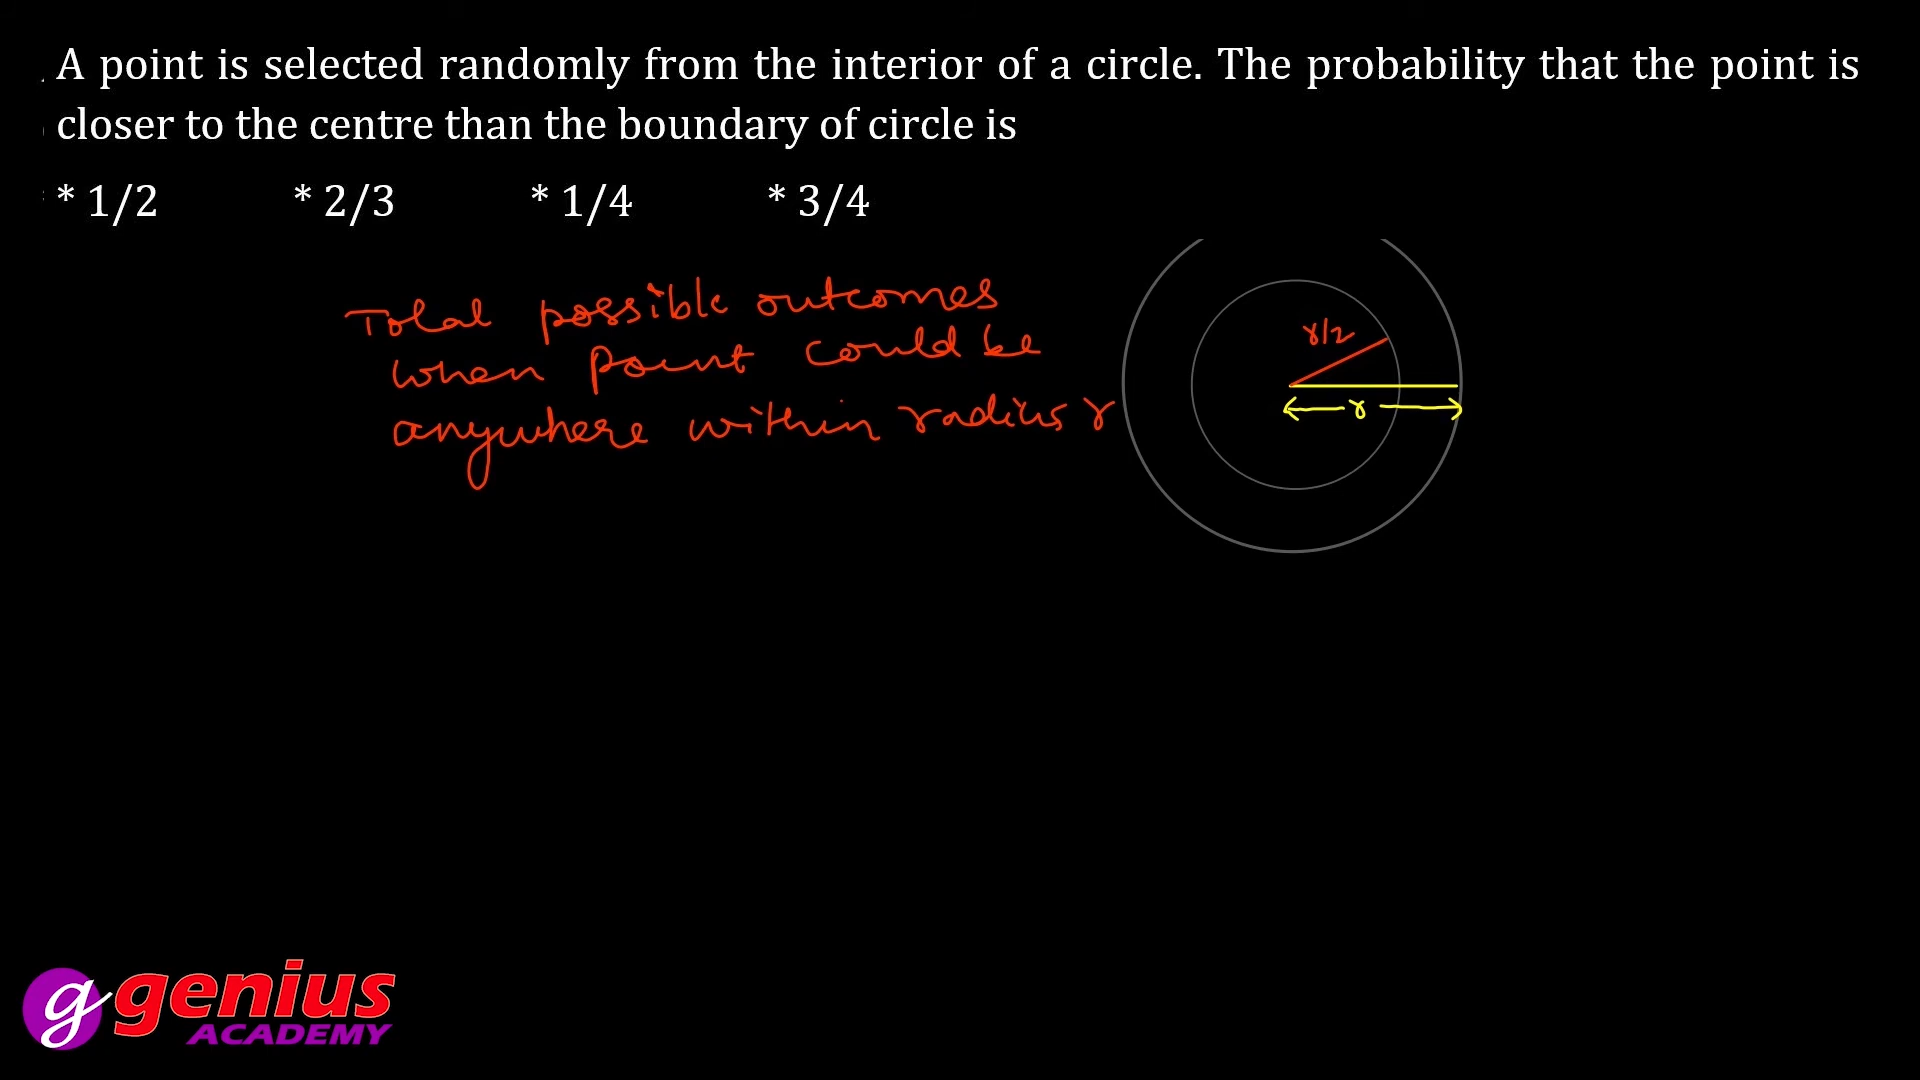 A point is selected randomly from the interior of a circle. The probability that the point is
closer to the centre than the boundary of circle is
* 1/2 * 2/3 * 1/4 * 3/4
Total possible outcomes
when point could be
anywhere within radius r
r/2
r
g genius
ACADEMY